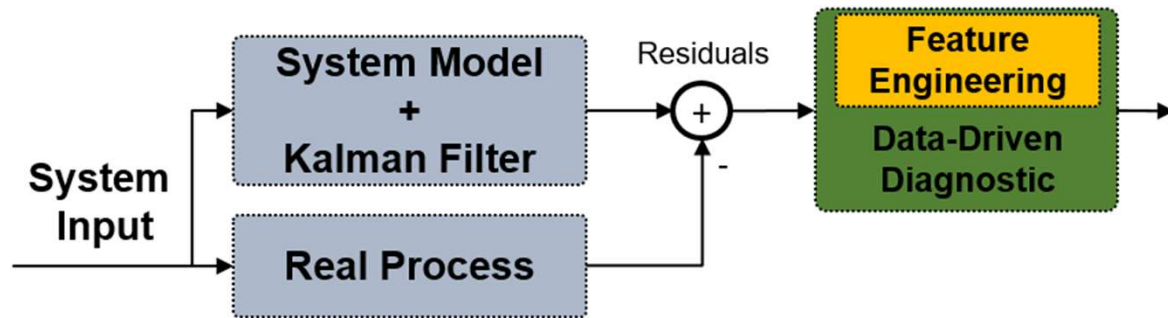 System
Input
System Model
+
Kalman Filter
Real Process
Residuals
+
-
Feature
Engineering
Data-Driven
Diagnostic